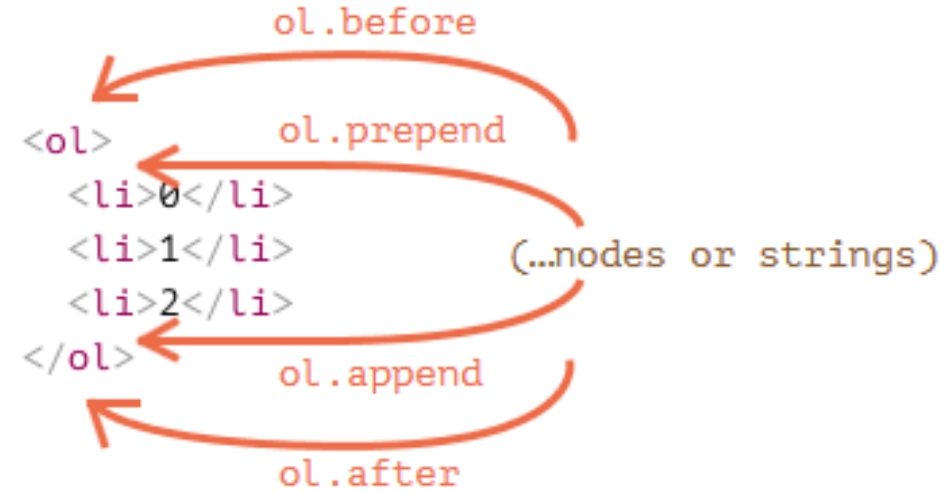 ol.before
<ol>
ol.prepend
<li>0</li>
<li>1</li>
(…nodes or strings)
<li>2</li>
</ol>
ol.append
ol.after